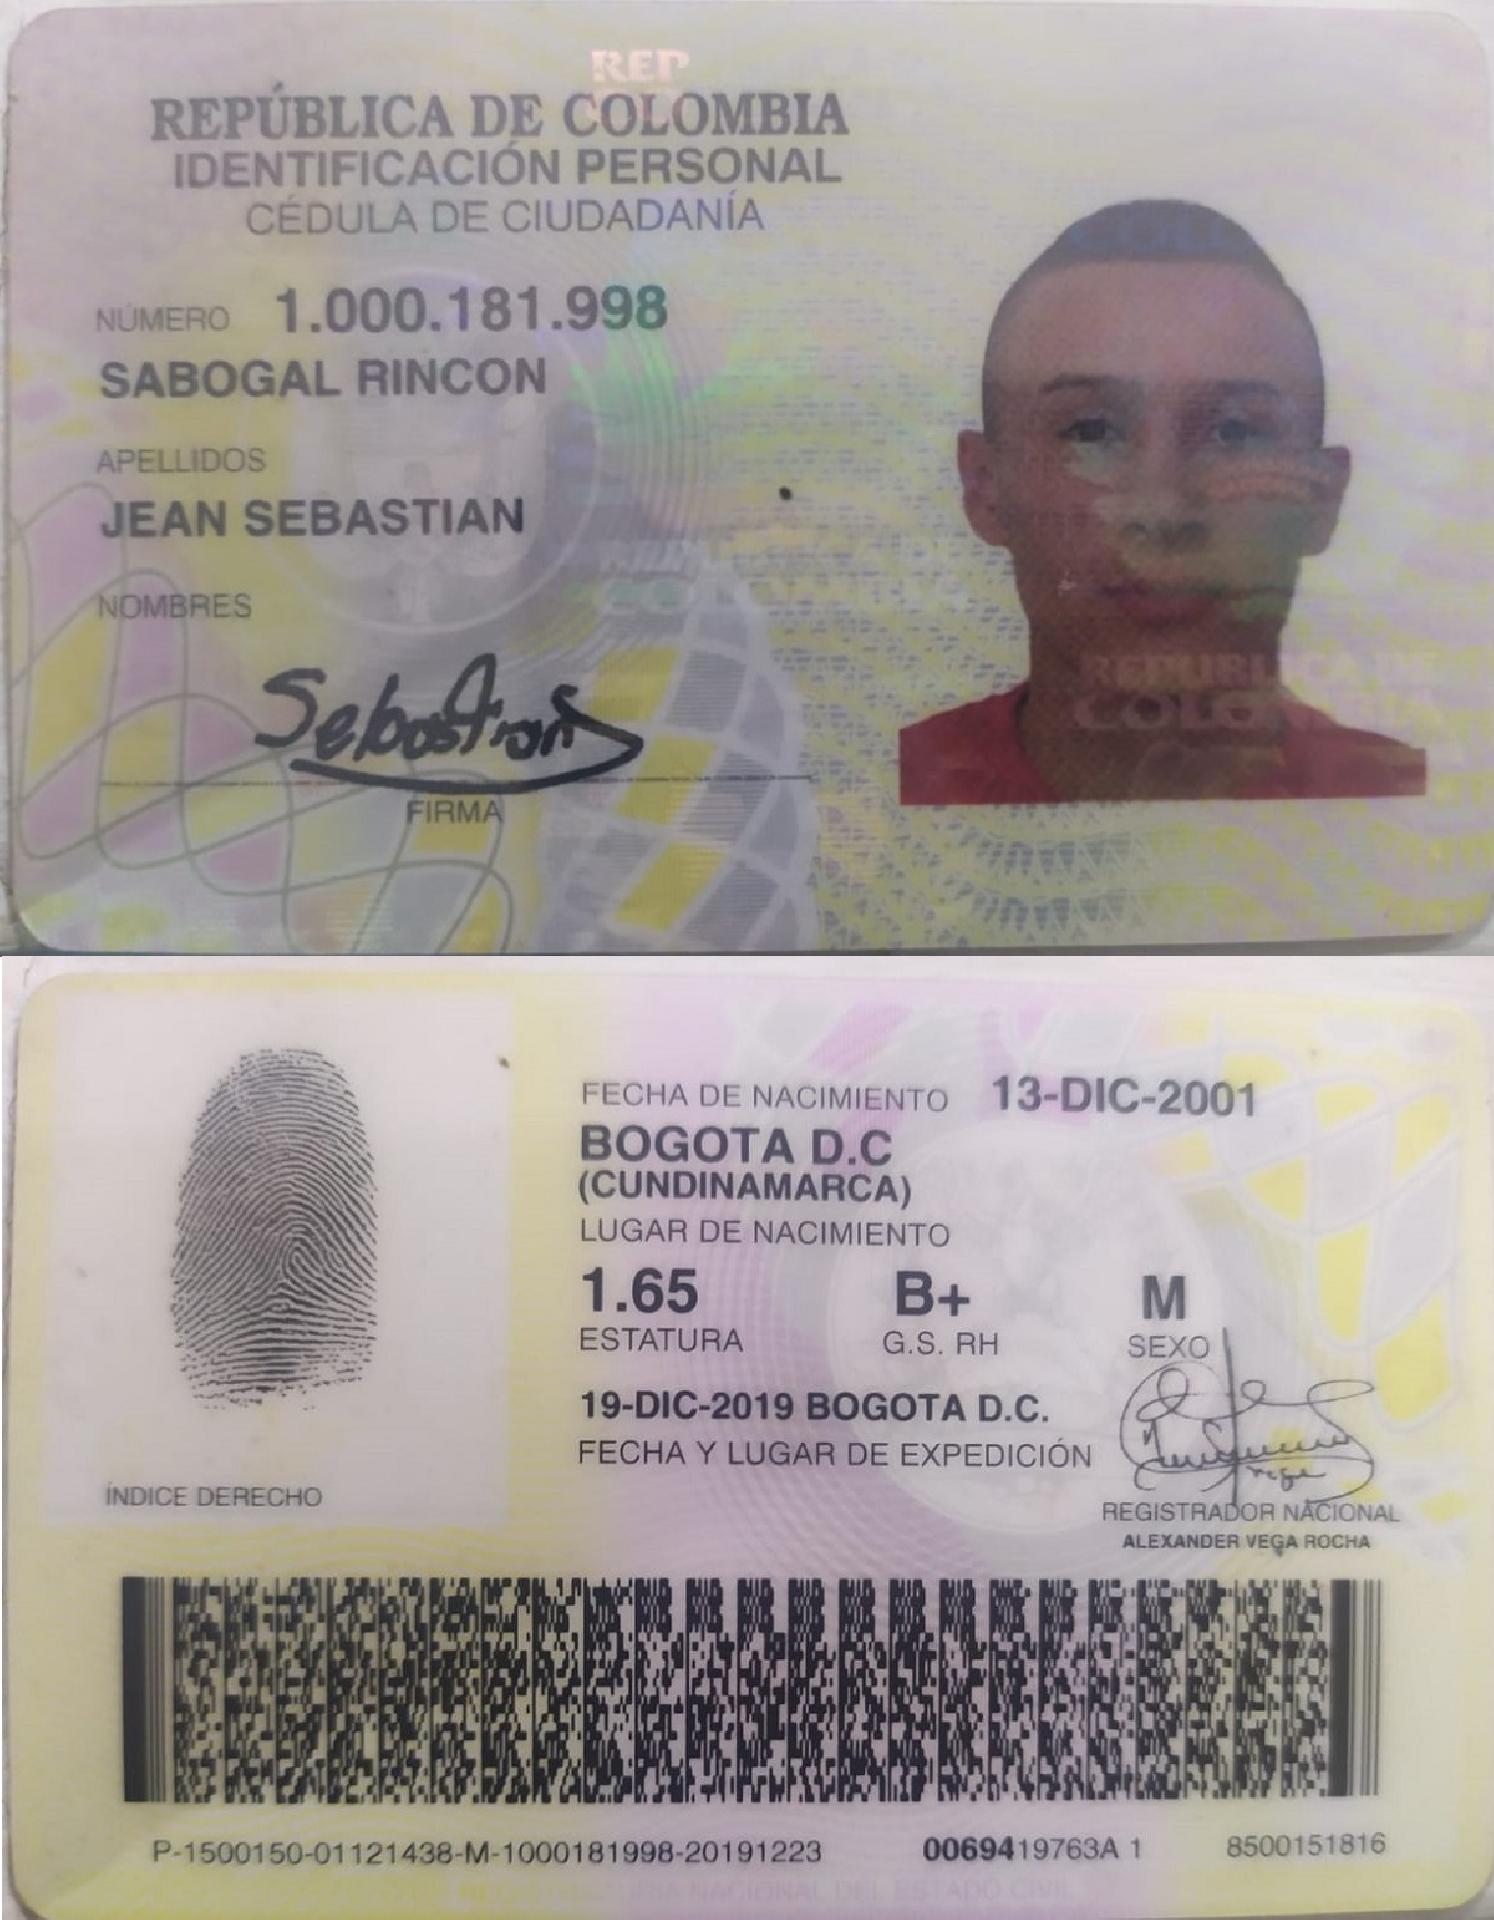 REP
REPÚBLICA DE COLOMBIA
IDENTIFICACIÓN PERSONAL
CÉDULA DE CIUDADANÍA
NÚMERO 1.000.181.998
SABOGAL RINCON
APELLIDOS
JEAN SEBASTIAN
NOMBRES
Sebastian
FIRMA
REPUBLICA DE
COLO
FECHA DE NACIMIENTO 13-DIC-2001
BOGOTA D.C
(CUNDINAMARCA)
LUGAR DE NACIMIENTO
1.65 B+ M
ESTATURA G.S. RH SEXO
19-DIC-2019 BOGOTA D.C.
FECHA Y LUGAR DE EXPEDICIÓN
ÍNDICE DERECHO
REGISTRADOR NACIONAL
ALEXANDER VEGA ROCHA
P-1500150-01121438-M-1000181998-20191223 0069419763A 1 8500151816
REGISTRADURIA NACIONAL DEL ESTADO CIVIL